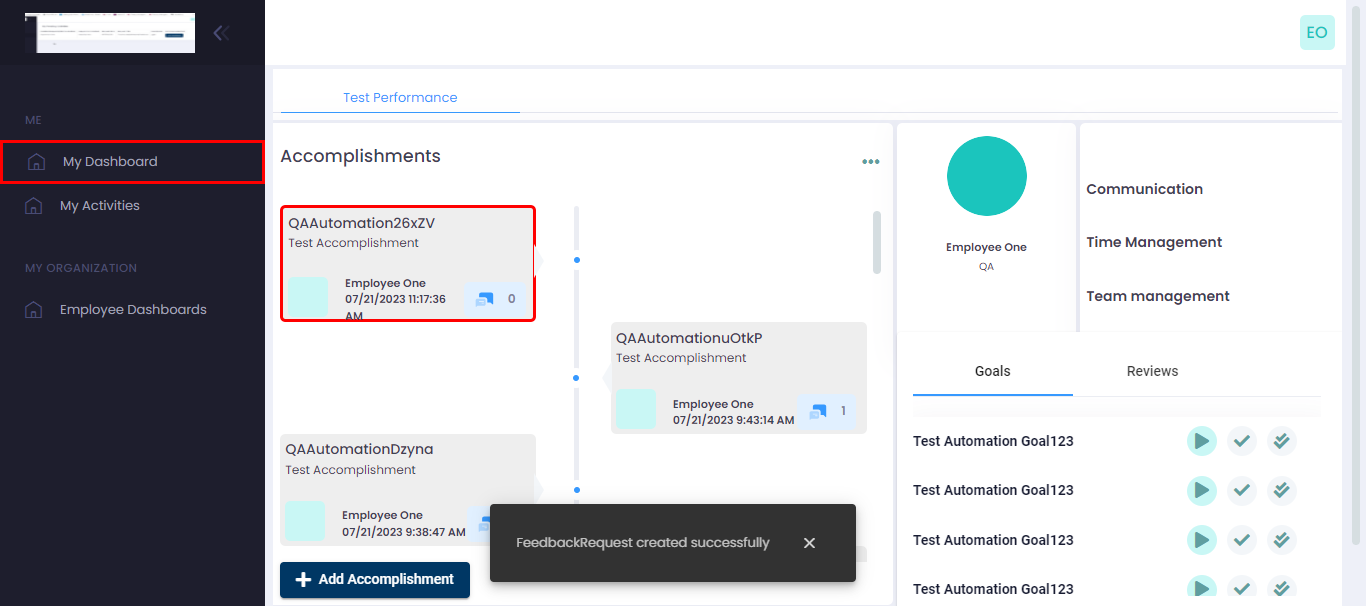 EO
ME
My Dashboard
My Activities
MY ORGANIZATION
Employee Dashboards
Test Performance
Accomplishments
QAAutomation26xZV
Test Accomplishment
Employee One
07/21/2023 11:17:36
AM
0
QAAutomationuOtkP
Test Accomplishment
Employee One
07/21/2023 9:43:14 AM
1
QAAutomationDzyna
Test Accomplishment
Employee One
07/21/2023 9:38:47 AM
Add Accomplishment
FeedbackRequest created successfully
Employee One
QA
Communication
Time Management
Team management
Goals
Reviews
Test Automation Goal123
Test Automation Goal123
Test Automation Goal123
Test Automation Goal123